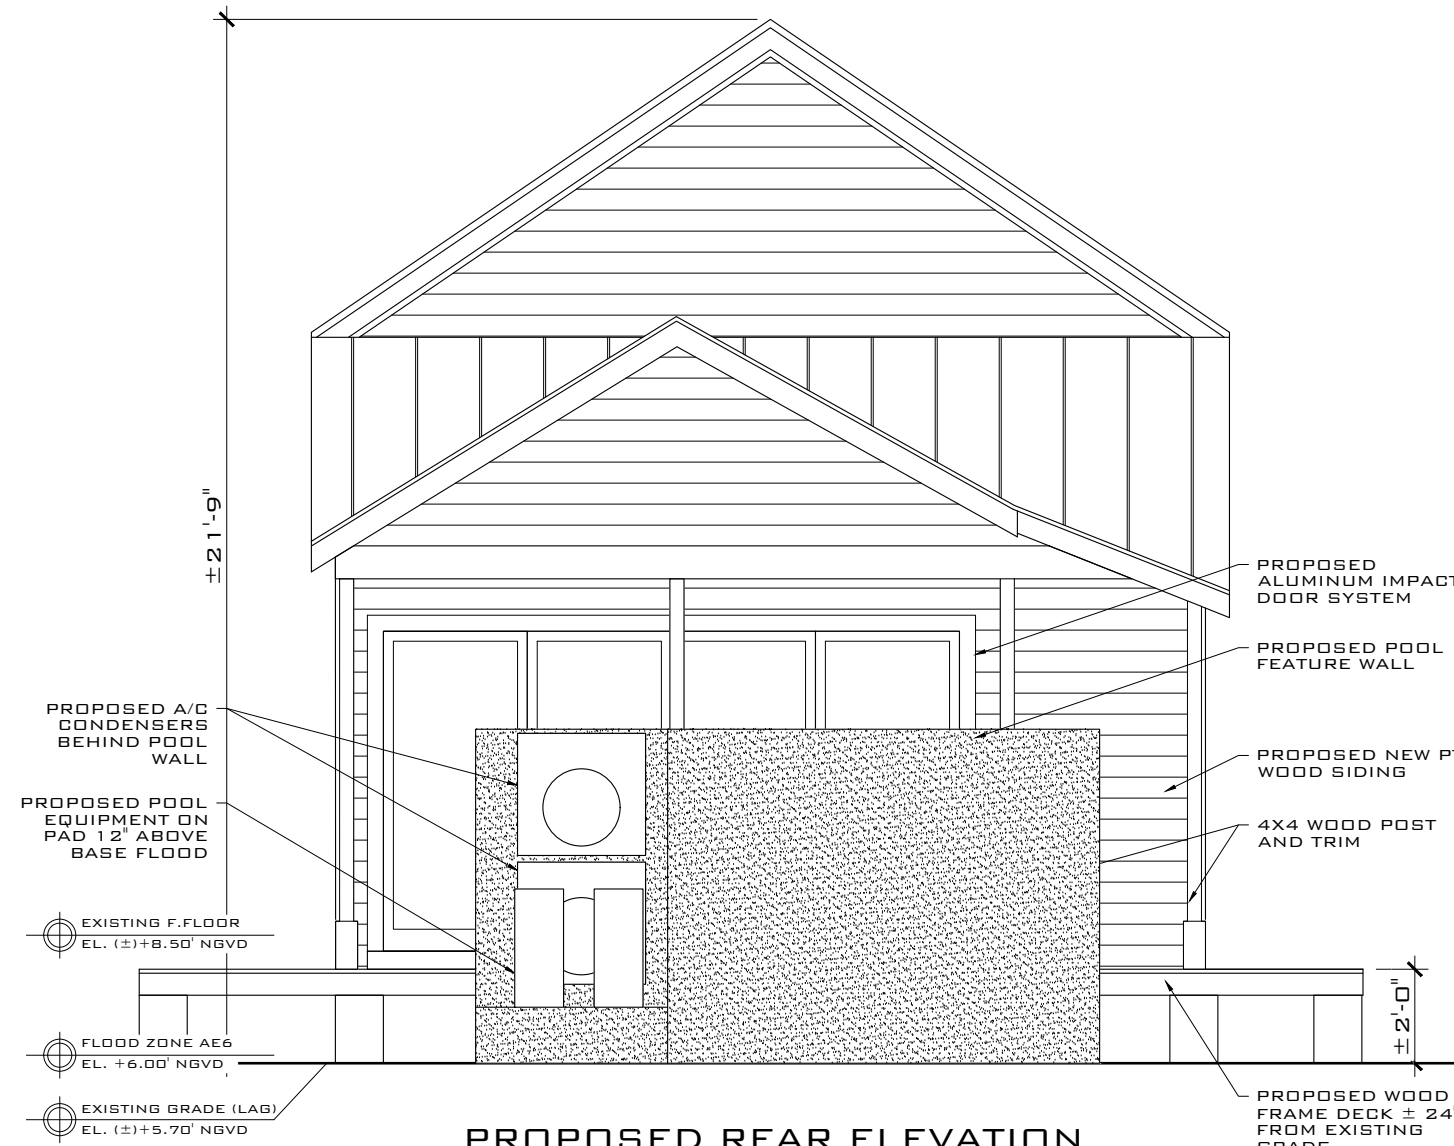 ±21'-9"
PROPOSED
ALUMINUM IMPACT
DOOR SYSTEM
PROPOSED POOL
FEATURE WALL
PROPOSED A/C
CONDENSERS
BEHIND POOL
WALL
PROPOSED NEW PT
WOOD SIDING
PROPOSED POOL
EQUIPMENT ON
PAD 12" ABOVE
BASE FLOOD
4X4 WOOD POST
AND TRIM
EXISTING F.FLOOR
EL. (±)+8.50' NGVD
±2'-0"
FLOOD ZONE AE6
EL. +6.00' NGVD
EXISTING GRADE (LAG)
EL. (±)+5.70' NGVD
PROPOSED WOOD
FRAME DECK ± 24"
FROM EXISTING
GRADE
PROPOSED REAR ELEVATION